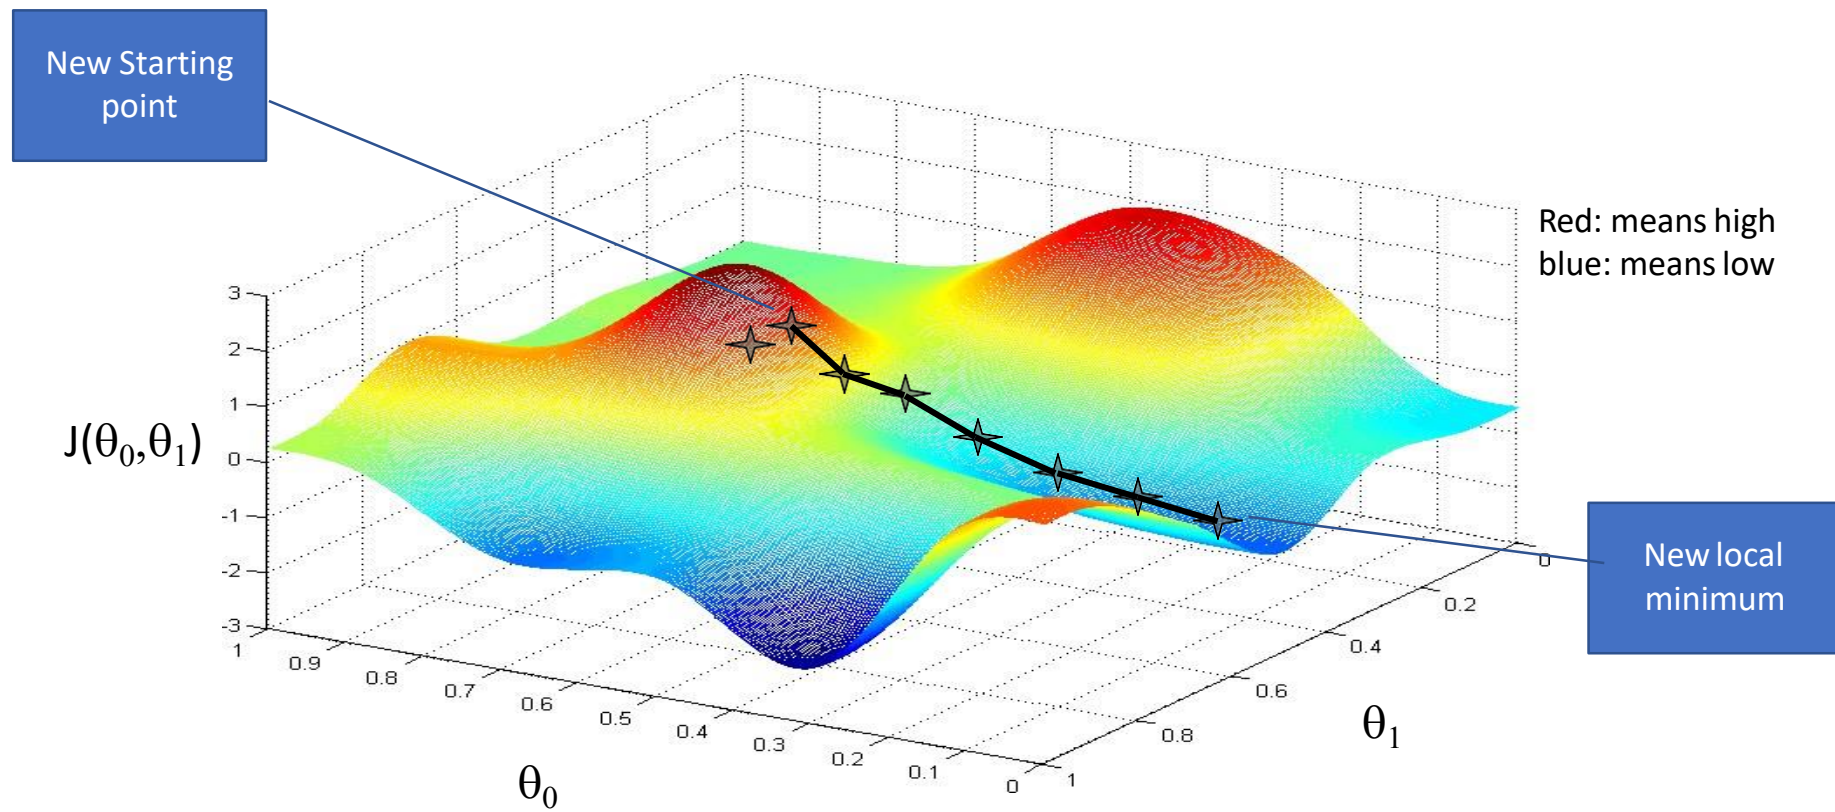 New Starting
point
Red: means high
blue: means low
3
2
1
0
-1
-2
-3
J(θ₀,θ₁)
1
0.9
0.8
0.7
0.6
0.5
0.4
0.3
0.2
0.1
0
θ₀
0
0.2
0.4
0.6
0.8
1
θ₁
New local
minimum